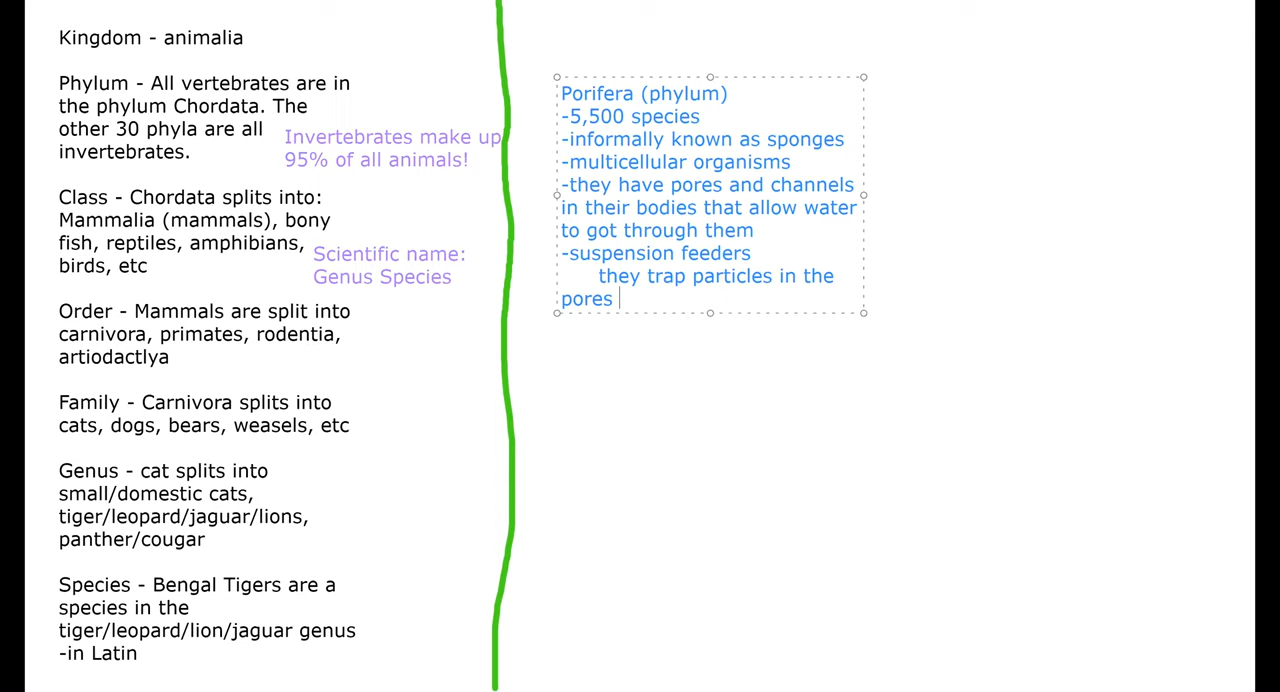 Kingdom - animalia
Phylum - All vertebrates are in
the phylum Chordata. The
other 30 phyla are all
invertebrates.
Invertebrates make up
95% of all animals!
Class - Chordata splits into:
Mammalia (mammals), bony
fish, reptiles, amphibians,
birds, etc
Scientific name:
Genus Species
Order - Mammals are split into
carnivora, primates, rodentia,
artiodactlya
Family - Carnivora splits into
cats, dogs, bears, weasels, etc
Genus - cat splits into
small/domestic cats,
tiger/leopard/jaguar/lions,
panther/cougar
Species - Bengal Tigers are a
species in the
tiger/leopard/lion/jaguar genus
-in Latin
Porifera (phylum)
-5,500 species
-informally known as sponges
-multicellular organisms
-they have pores and channels
in their bodies that allow water
to got through them
-suspension feeders
they trap particles in the
pores